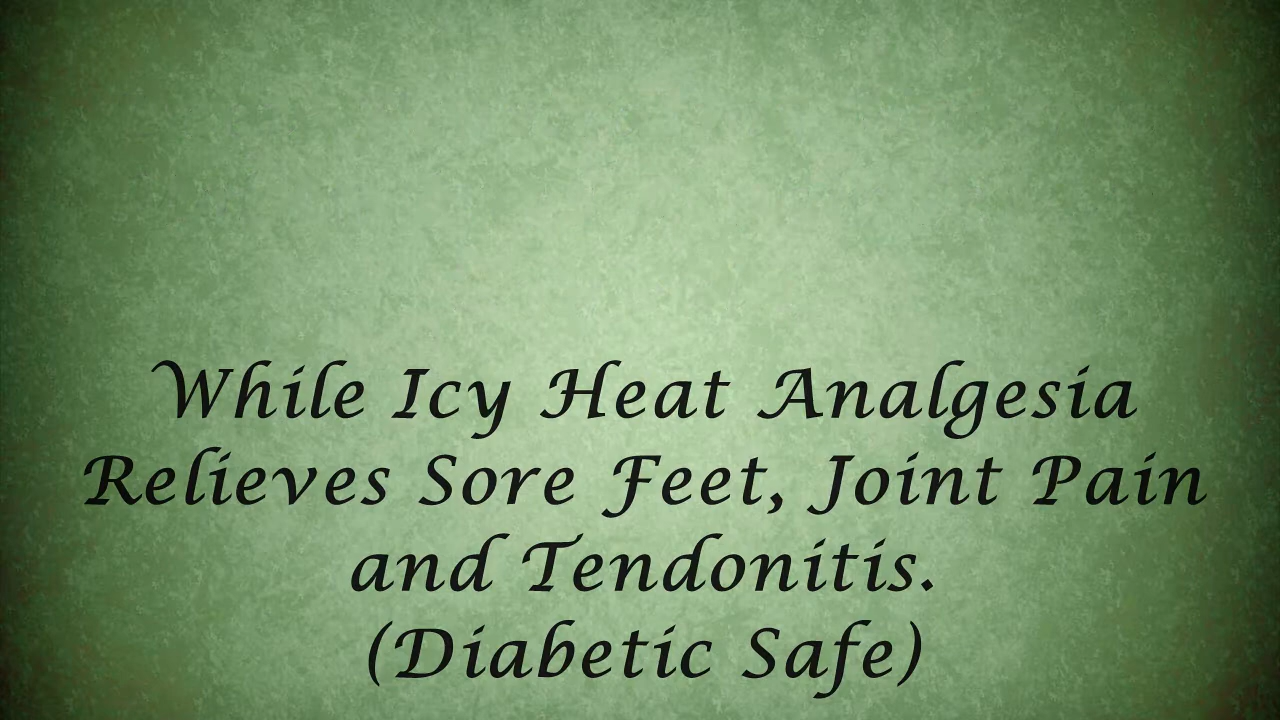 While Icy Heat Analgesia
Relieves Sore Feet, Joint Pain
and Tendonitis.
(Diabetic Safe)